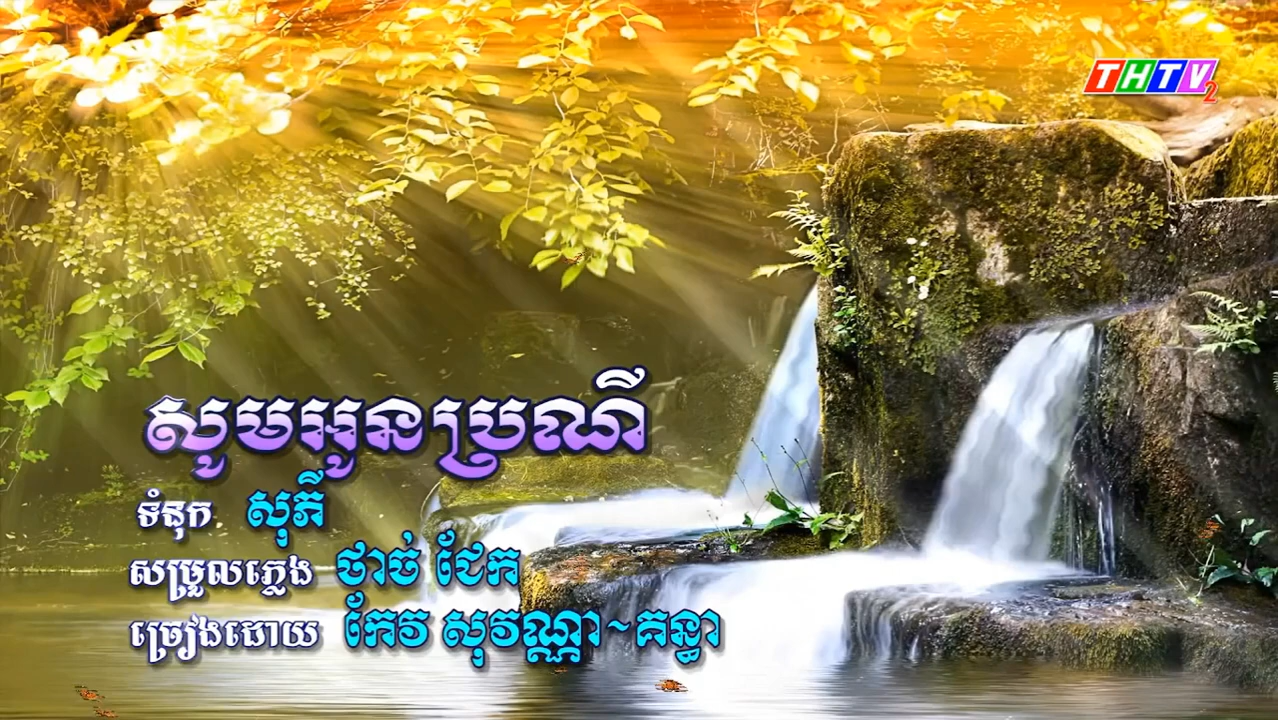 THTV2
សូមអូនប្រណី
ទំនុក សុភី
សម្រួលភ្លេង ថាច់ ជែក
ច្រៀងដោយ កែវ សុវណ្ណា~គន្ធា